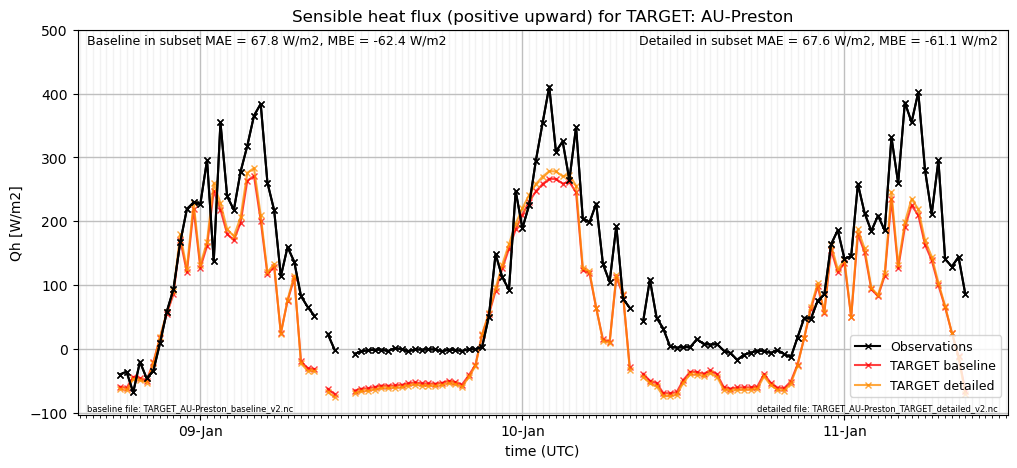 Sensible heat flux (positive upward) for TARGET: AU-Preston
Baseline in subset MAE = 67.8 W/m2, MBE = -62.4 W/m2
Detailed in subset MAE = 67.6 W/m2, MBE = -61.1 W/m2
500
400
300
200
100
0
−100
Qh [W/m2]
Observations
TARGET baseline
TARGET detailed
baseline file: TARGET_AU-Preston_baseline_v2.nc
detailed file: TARGET_AU-Preston_TARGET_detailed_v2.nc
09-Jan
10-Jan
11-Jan
time (UTC)